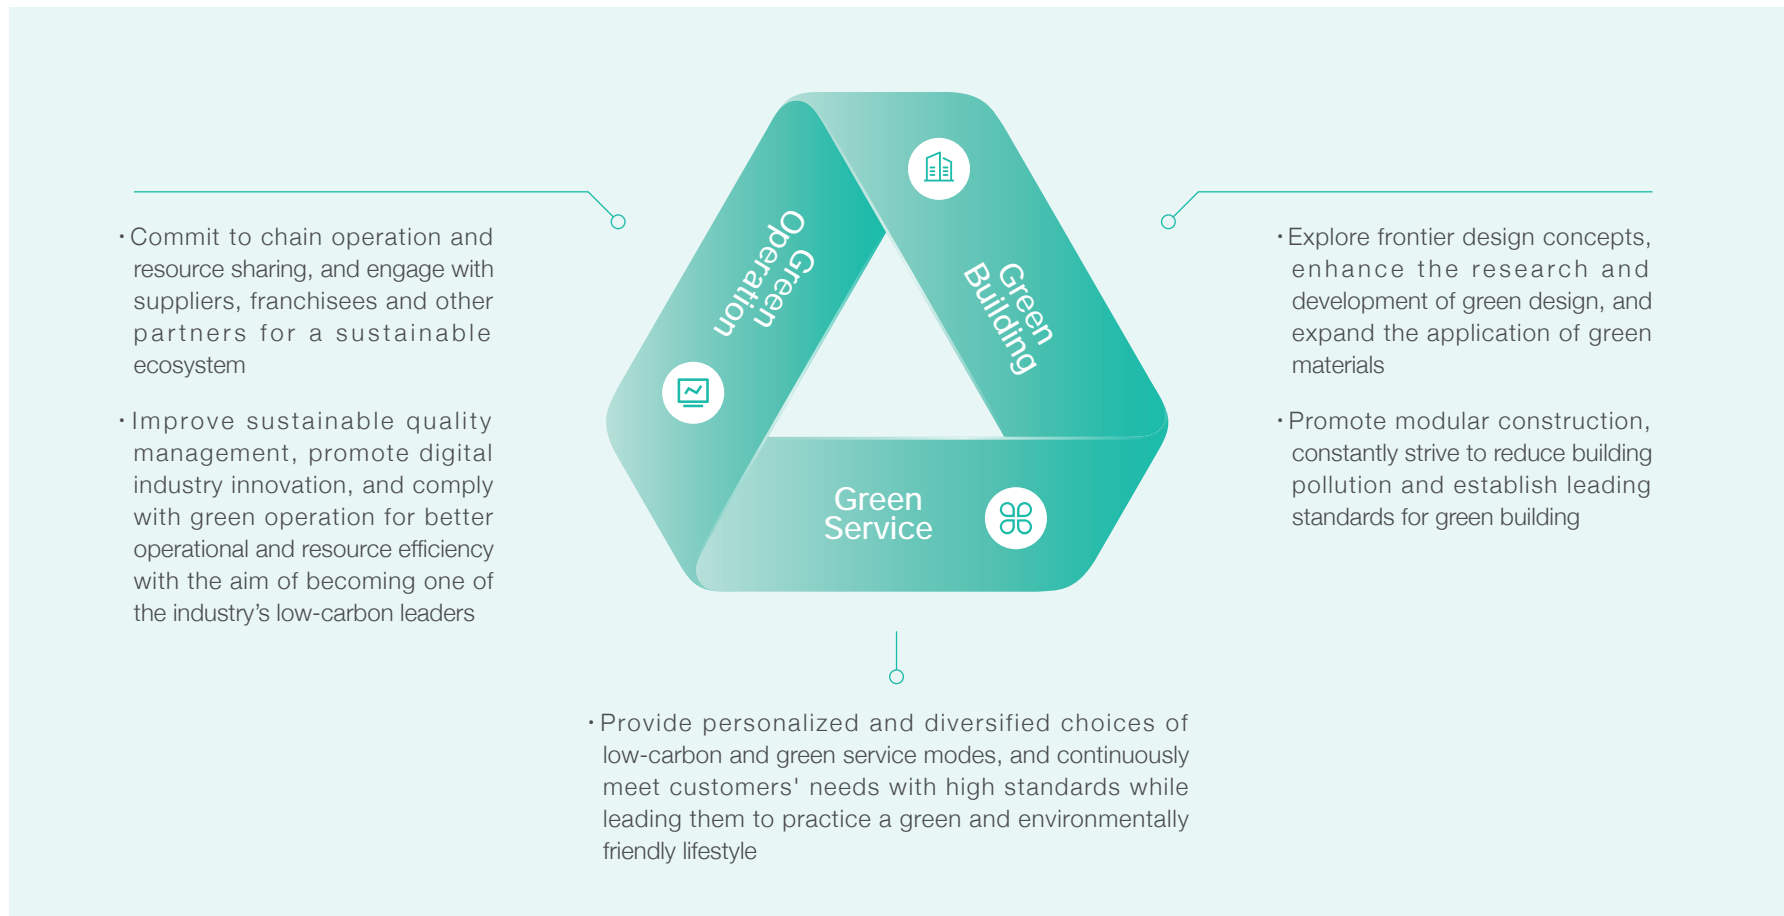 Green
Operation
Green
Building
Green
Service
· Commit to chain operation and
resource sharing, and engage with
suppliers, franchisees and other
partners for a sustainable
ecosystem
· Improve sustainable quality
management, promote digital
industry innovation, and comply
with green operation for better
operational and resource efficiency
with the aim of becoming one of
the industry’s low-carbon leaders
· Explore frontier design concepts,
enhance the research and
development of green design, and
expand the application of green
materials
· Promote modular construction,
constantly strive to reduce building
pollution and establish leading
standards for green building
· Provide personalized and diversified choices of
low-carbon and green service modes, and continuously
meet customers' needs with high standards while
leading them to practice a green and environmentally
friendly lifestyle